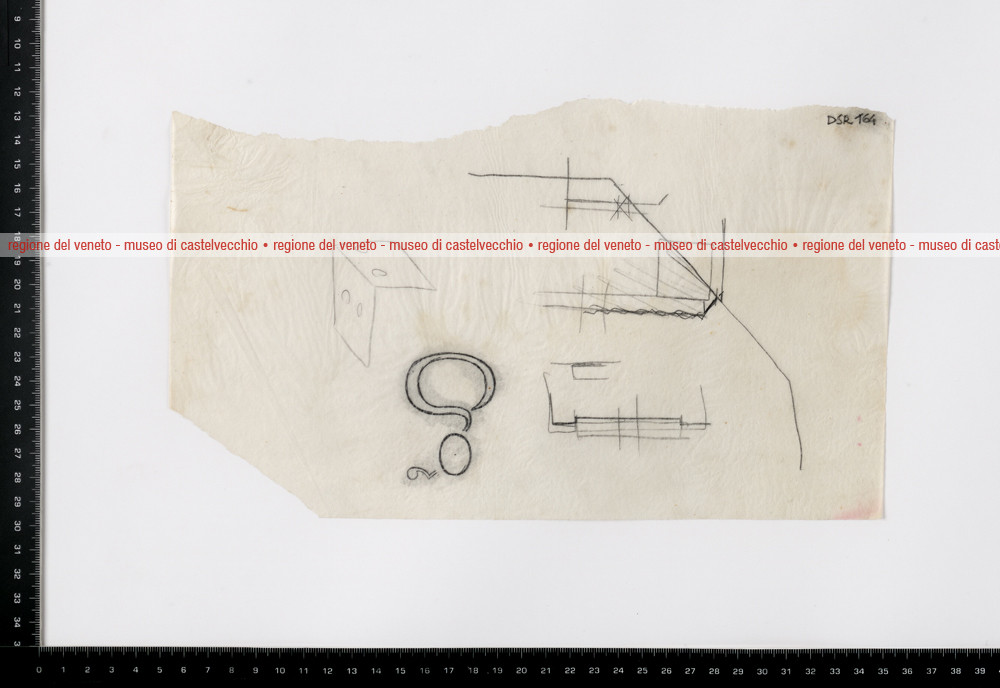 DSR 164
regione del veneto - museo di castelvecchio • regione del veneto - museo di castelvecchio • regione del veneto - museo di castelvecchio • regione del veneto - museo di cast
9 10 11 12 13 14 15 16 17 18 19 20 21 22 23 24 25 26 27 28 29 30 31 32 33 34 3
0 1 2 3 4 5 6 7 8 9 10 11 12 13 14 15 16 17 18 19 20 21 22 23 24 25 26 27 28 29 30 31 32 33 34 35 36 37 38 39